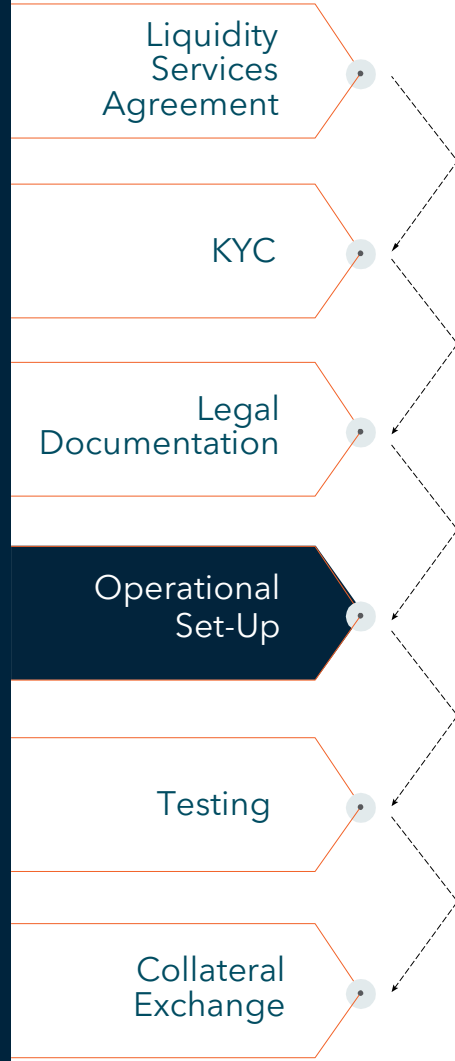 Liquidity
Services
Agreement
KYC
Legal
Documentation
Operational
Set-Up
Testing
Collateral
Exchange